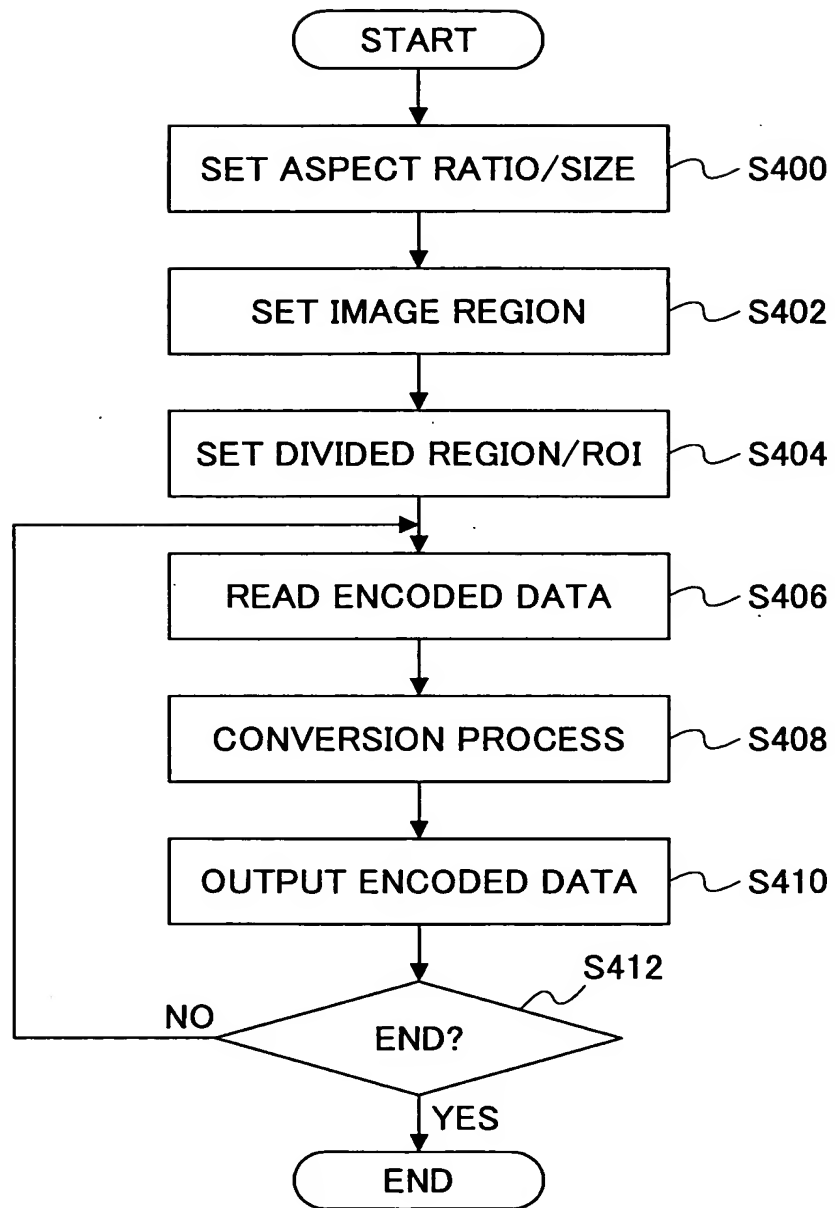 START
SET ASPECT RATIO/SIZE S400
SET IMAGE REGION S402
SET DIVIDED REGION/ROI S404
READ ENCODED DATA S406
CONVERSION PROCESS S408
OUTPUT ENCODED DATA S410
S412
NO
END?
YES
END